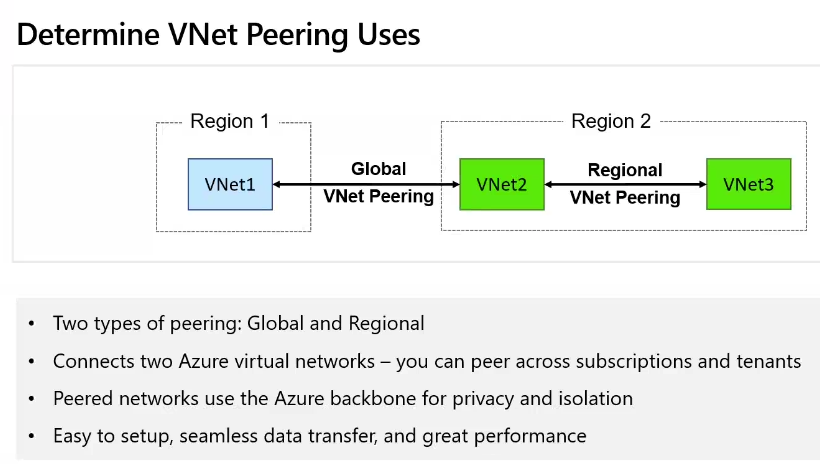 Determine VNet Peering Uses
Region 1
Region 2
VNet1
Global
VNet Peering
VNet2
Regional
VNet Peering
VNet3
• Two types of peering: Global and Regional
• Connects two Azure virtual networks – you can peer across subscriptions and tenants
• Peered networks use the Azure backbone for privacy and isolation
• Easy to setup, seamless data transfer, and great performance